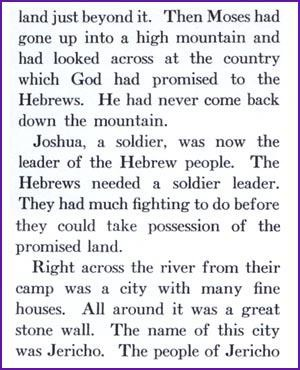 land just beyond it. Then Moses had
gone up into a high mountain and
had looked across at the country
which God had promised to the
Hebrews. He had never come back
down the mountain.
Joshua, a soldier, was now the
leader of the Hebrew people. The
Hebrews needed a soldier leader.
They had much fighting to do before
they could take possession of the
promised land.
Right across the river from their
camp was a city with many fine
houses. All around it was a great
stone wall. The name of this city
was Jericho. The people of Jericho